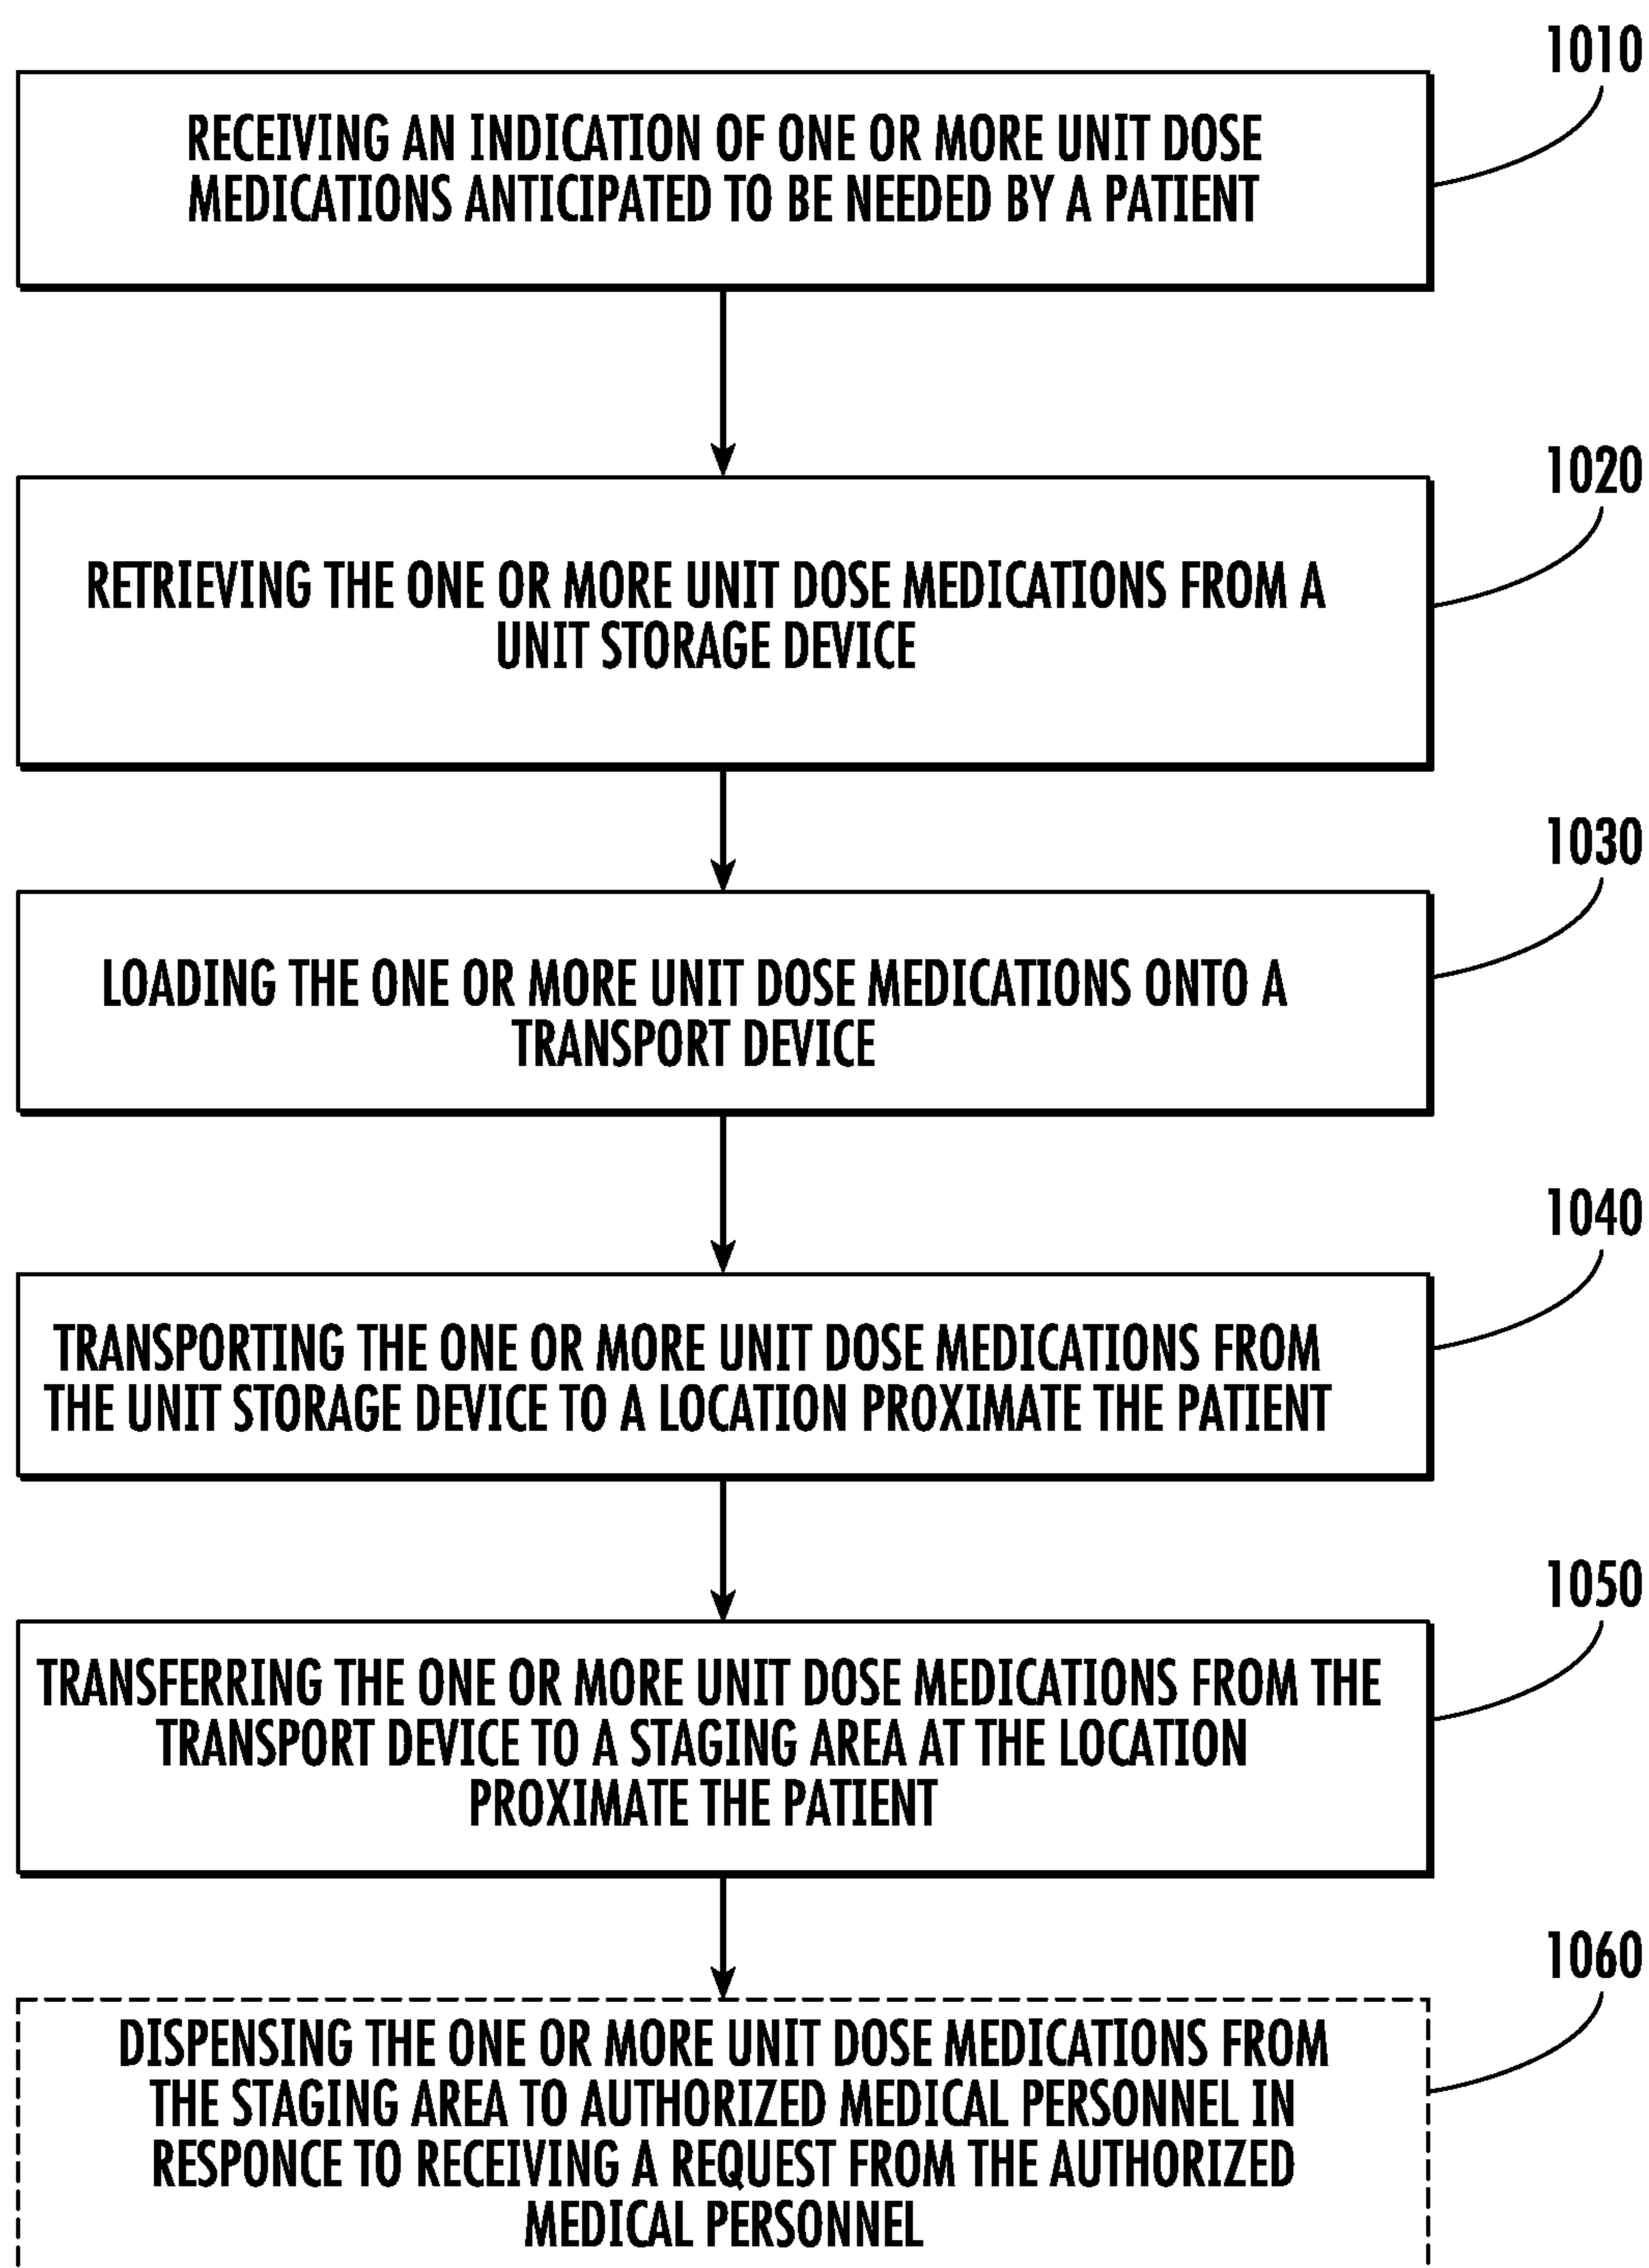 1010
RECEIVING AN INDICATION OF ONE OR MORE UNIT DOSE
MEDICATIONS ANTICIPATED TO BE NEEDED BY A PATIENT
1020
RETRIEVING THE ONE OR MORE UNIT DOSE MEDICATIONS FROM A
UNIT STORAGE DEVICE
1030
LOADING THE ONE OR MORE UNIT DOSE MEDICATIONS ONTO A
TRANSPORT DEVICE
1040
TRANSPORTING THE ONE OR MORE UNIT DOSE MEDICATIONS FROM
THE UNIT STORAGE DEVICE TO A LOCATION PROXIMATE THE PATIENT
1050
TRANSFERRING THE ONE OR MORE UNIT DOSE MEDICATIONS FROM THE
TRANSPORT DEVICE TO A STAGING AREA AT THE LOCATION
PROXIMATE THE PATIENT
1060
DISPENSING THE ONE OR MORE UNIT DOSE MEDICATIONS FROM
THE STAGING AREA TO AUTHORIZED MEDICAL PERSONNEL IN
RESPONCE TO RECEIVING A REQUEST FROM THE AUTHORIZED
MEDICAL PERSONNEL